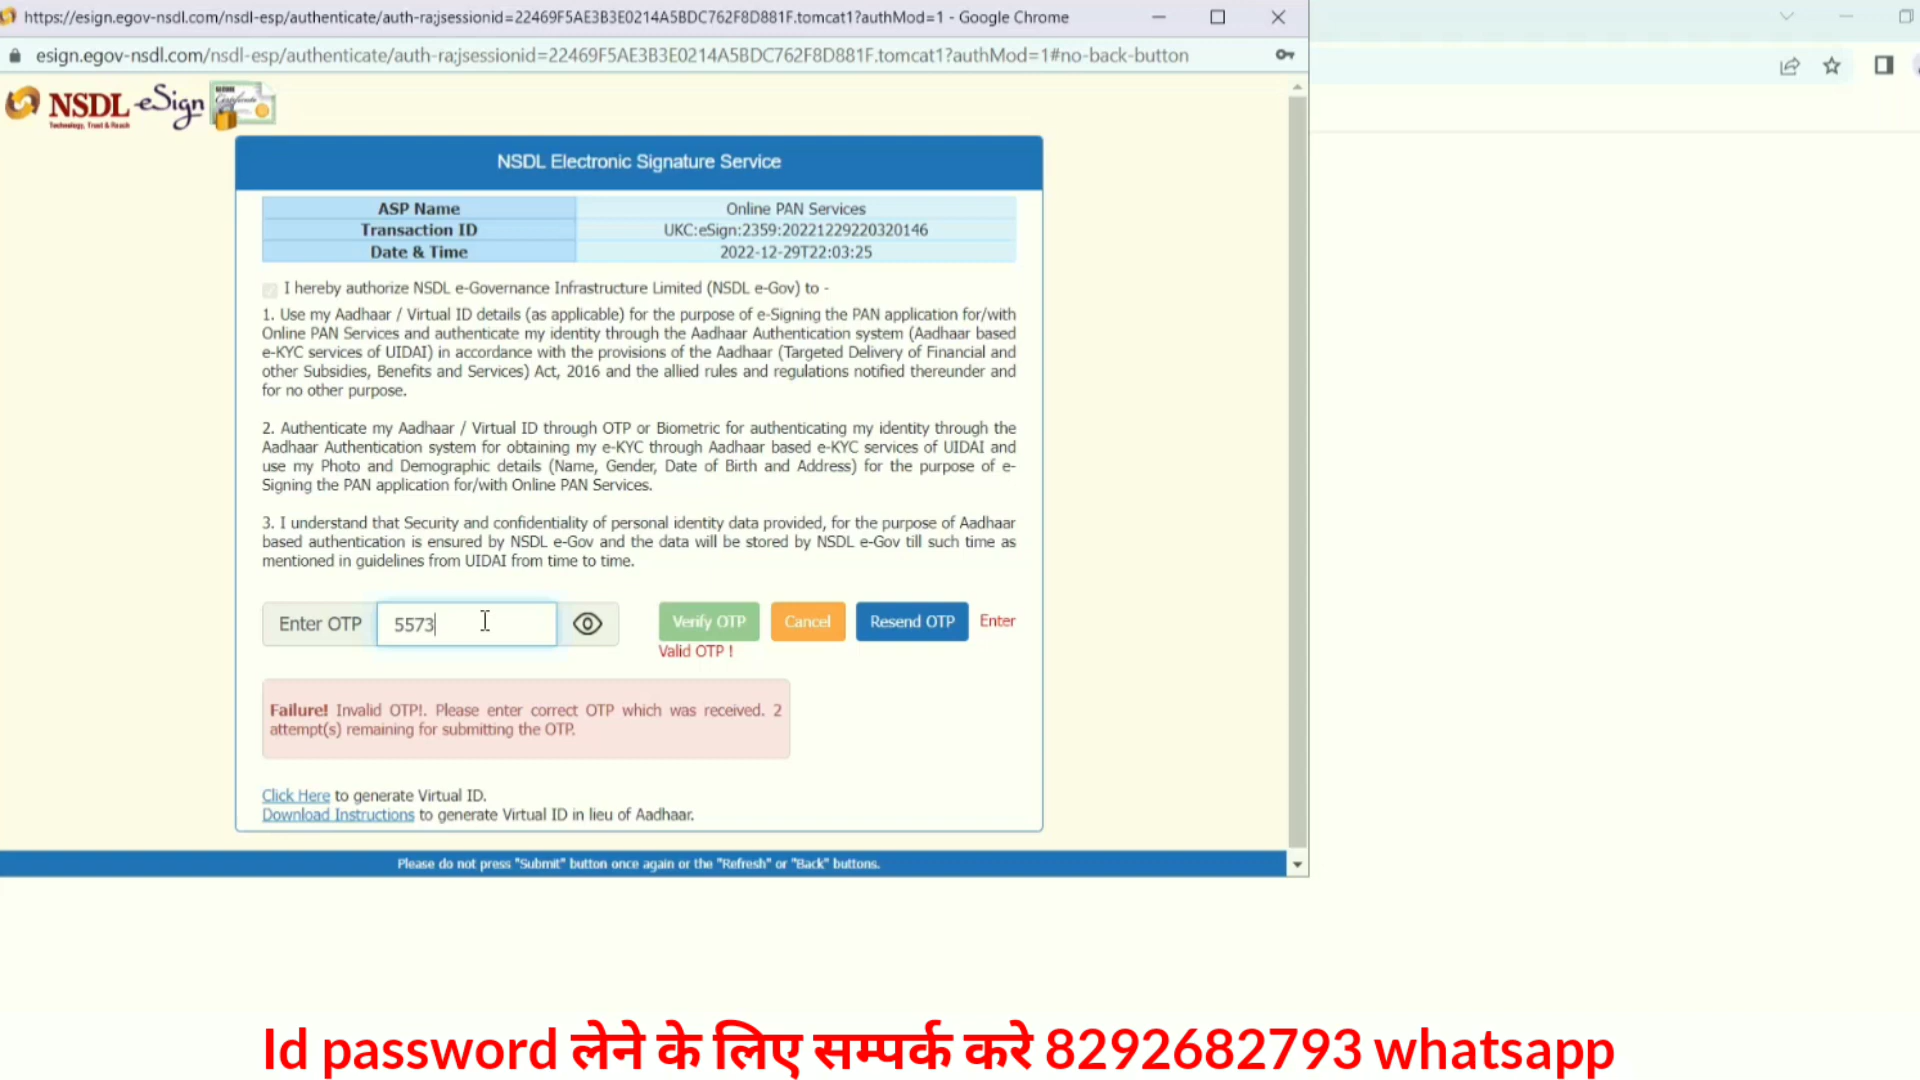 https://esign.egov-nsdl.com/nsdl-esp/authenticate/auth-ra;jsessionid=22469F5AE3B3E0214A5BDC762F8D881F.tomcat1?authMod=1 - Google Chrome
esign.egov-nsdl.com/nsdl-esp/authenticate/auth-ra;jsessionid=22469F5AE3B3E0214A5BDC762F8D881F.tomcat1?authMod=1#no-back-button
NSDL eSign
Technology, Trust & Reach
Certificate
NSDL Electronic Signature Service
ASP Name Online PAN Services
Transaction ID UKC:eSign:2359:20221229220320146
Date & Time 2022-12-29T22:03:25
I hereby authorize NSDL e-Governance Infrastructure Limited (NSDL e-Gov) to -
1. Use my Aadhaar / Virtual ID details (as applicable) for the purpose of e-Signing the PAN application for/with
Online PAN Services and authenticate my identity through the Aadhaar Authentication system (Aadhaar based
e-KYC services of UIDAI) in accordance with the provisions of the Aadhaar (Targeted Delivery of Financial and
other Subsidies, Benefits and Services) Act, 2016 and the allied rules and regulations notified thereunder and
for no other purpose.
2. Authenticate my Aadhaar / Virtual ID through OTP or Biometric for authenticating my identity through the
Aadhaar Authentication system for obtaining my e-KYC through Aadhaar based e-KYC services of UIDAI and
use my Photo and Demographic details (Name, Gender, Date of Birth and Address) for the purpose of e-
Signing the PAN application for/with Online PAN Services.
3. I understand that Security and confidentiality of personal identity data provided, for the purpose of Aadhaar
based authentication is ensured by NSDL e-Gov and the data will be stored by NSDL e-Gov till such time as
mentioned in guidelines from UIDAI from time to time.
Enter OTP 5573 Verify OTP Cancel Resend OTP Enter
Valid OTP !
Failure! Invalid OTP!. Please enter correct OTP which was received. 2
attempt(s) remaining for submitting the OTP.
Click Here to generate Virtual ID.
Download Instructions to generate Virtual ID in lieu of Aadhaar.
Please do not press "Submit" button once again or the "Refresh" or "Back" buttons.
Id password लेने के लिए सम्पर्क करे 8292682793 whatsapp